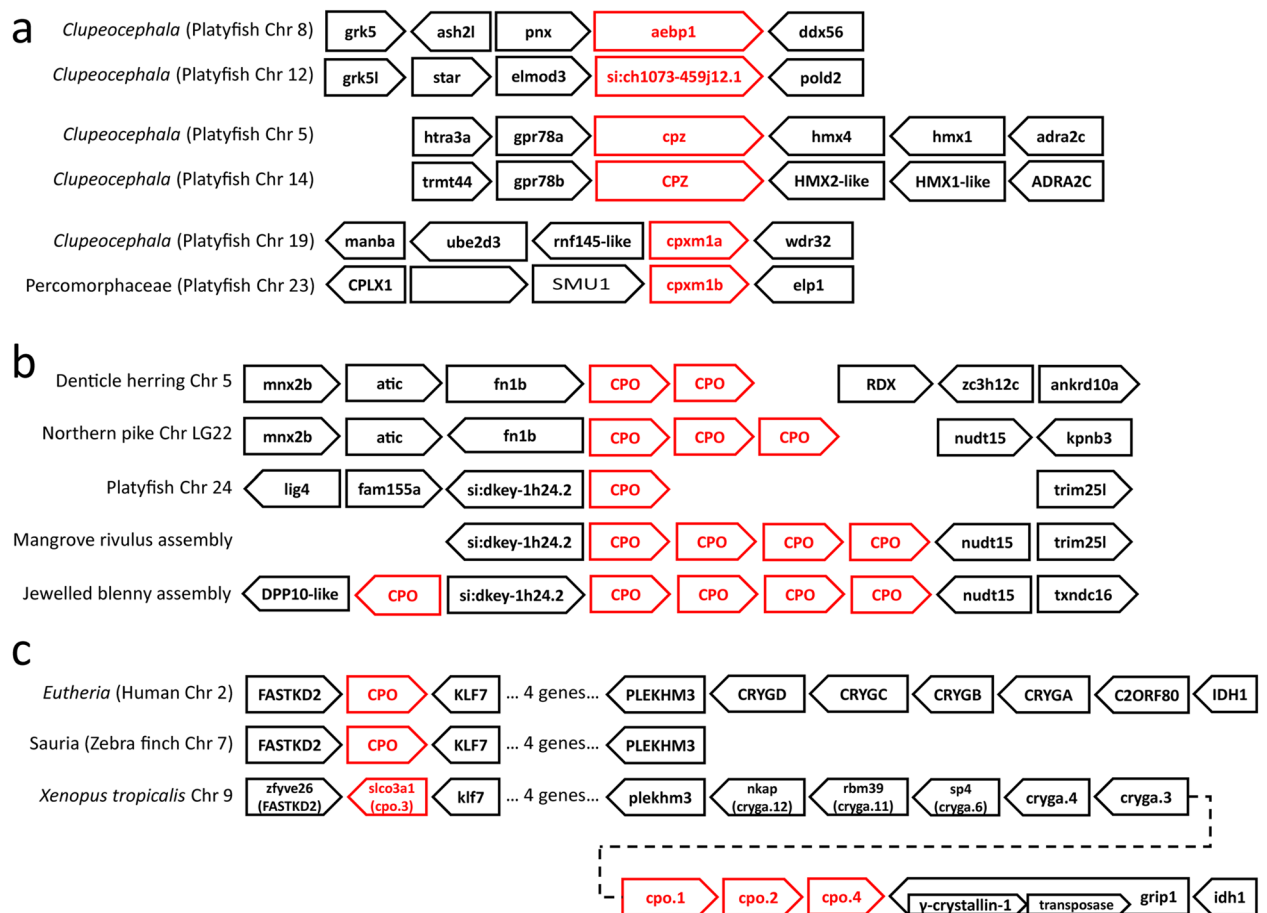 a
Clupeocephala (Platyfish Chr 8) grk5 ash2l pnx aebp1 ddx56
Clupeocephala (Platyfish Chr 12) grk5l star elmod3 si:ch1073-459j12.1 pold2
Clupeocephala (Platyfish Chr 5) htra3a gpr78a cpz hmx4 hmx1 adra2c
Clupeocephala (Platyfish Chr 14) trmt44 gpr78b CPZ HMX2-like HMX1-like ADRA2C
Clupeocephala (Platyfish Chr 19) manba ube2d3 rnf145-like cpxm1a wdr32
Percomorphaceae (Platyfish Chr 23) CPLX1 SMU1 cpxm1b elp1
b
Denticle herring Chr 5 mnx2b atic fn1b CPO CPO RDX zc3h12c ankrd10a
Northern pike Chr LG22 mnx2b atic fn1b CPO CPO CPO nudt15 kpnb3
Platyfish Chr 24 lig4 fam155a si:dkey-1h24.2 CPO trim25l
Mangrove rivulus assembly si:dkey-1h24.2 CPO CPO CPO CPO nudt15 trim25l
Jewelled blenny assembly DPP10-like CPO si:dkey-1h24.2 CPO CPO CPO CPO nudt15 txndc16
c
Eutheria (Human Chr 2) FASTKD2 CPO KLF7 ... 4 genes... PLEKHM3 CRYGD CRYGC CRYGB CRYGA C2ORF80 IDH1
Sauria (Zebra finch Chr 7) FASTKD2 CPO KLF7 ... 4 genes... PLEKHM3
Xenopus tropicalis Chr 9 zfyve26 (FASTKD2) slco3a1 (cpo.3) klf7 ... 4 genes... plekhm3 nkap (cryga.12) rbm39 (cryga.11) sp4 (cryga.6) cryga.4 cryga.3
cpo.1 cpo.2 cpo.4 γ-crystallin-1 transposase grip1 idh1